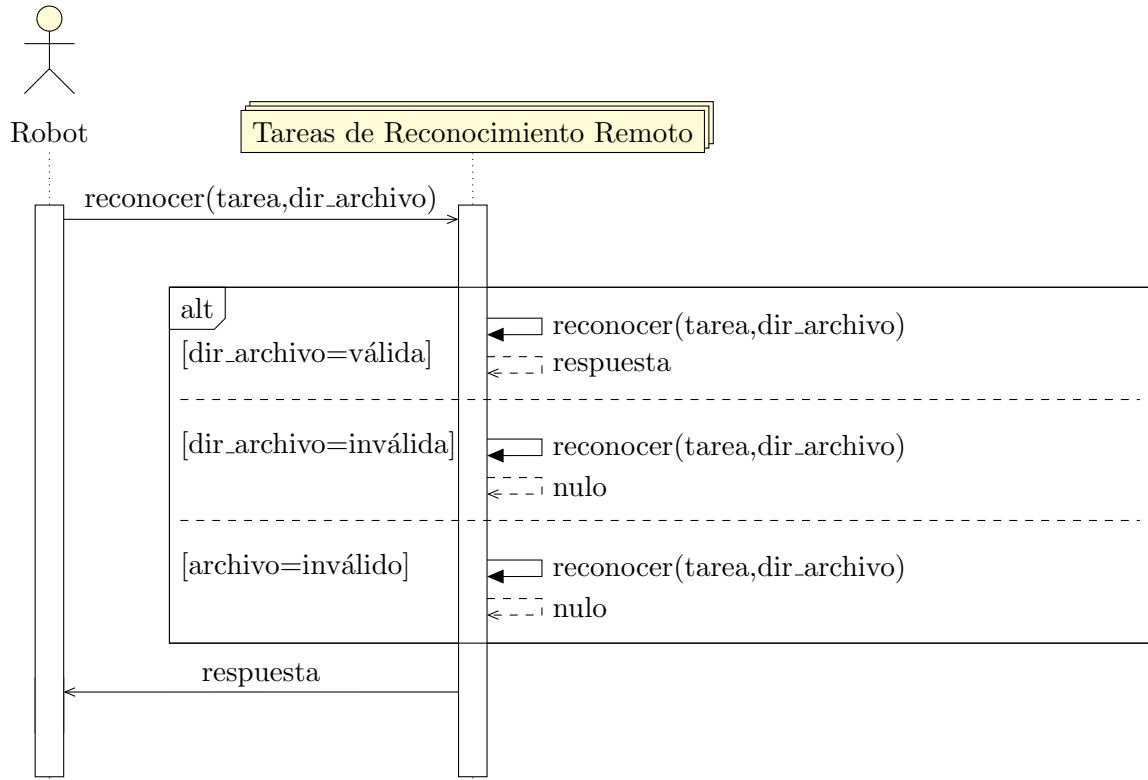 Robot
Tareas de Reconocimiento Remoto
reconocer(tarea,dir_archivo)
alt
reconocer(tarea,dir_archivo)
[dir_archivo=válida]
respuesta
[dir_archivo=inválida]
reconocer(tarea,dir_archivo)
nulo
[archivo=inválido]
reconocer(tarea,dir_archivo)
nulo
respuesta